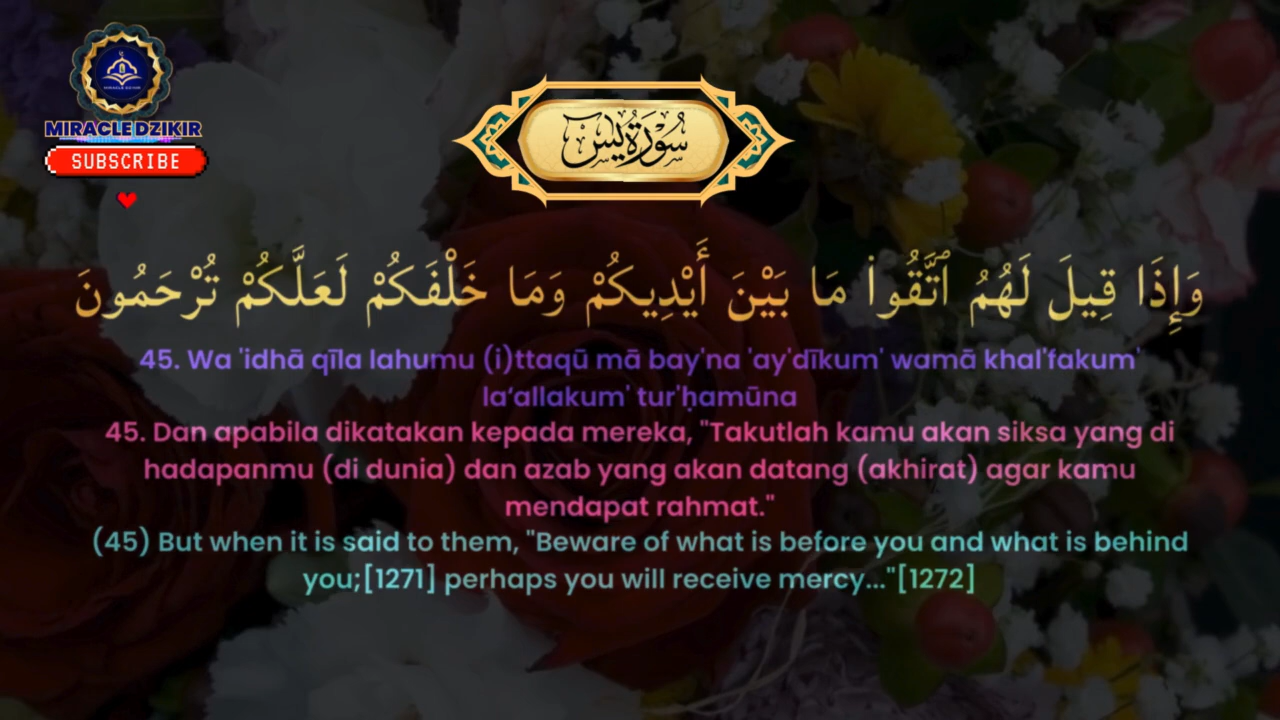 MIRACLE DZIKIR
MIRACLE DZIKIR
SUBSCRIBE
سُورَةُ يس
وَإِذَا قِيلَ لَهُمُ ٱتَّقُوا۟ مَا بَيْنَ أَيْدِيكُمْ وَمَا خَلْفَكُمْ لَعَلَّكُمْ تُرْحَمُونَ
45. Wa 'idhā qīla lahumu (i)ttaqū mā bay'na 'ay'dīkum' wamā khal'fakum'
la‘allakum' tur'ḥamūna
45. Dan apabila dikatakan kepada mereka, "Takutlah kamu akan siksa yang di
hadapanmu (di dunia) dan azab yang akan datang (akhirat) agar kamu
mendapat rahmat."
(45) But when it is said to them, "Beware of what is before you and what is behind
you;[1271] perhaps you will receive mercy..."[1272]